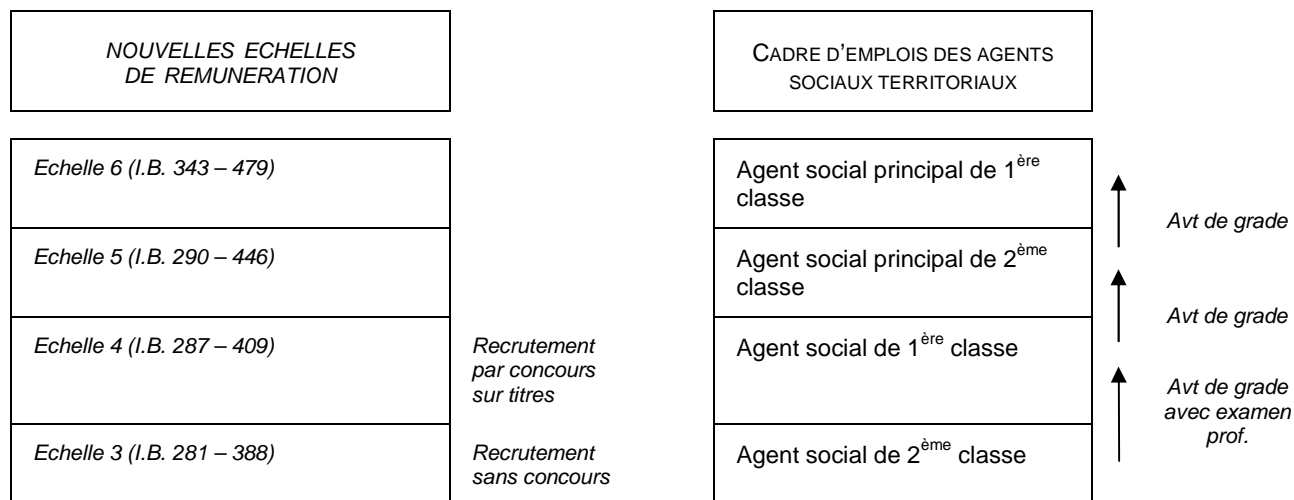 NOUVELLES ECHELLES
DE REMUNERATION
CADRE D'EMPLOIS DES AGENTS
SOCIAUX TERRITORIAUX
Echelle 6 (I.B. 343 – 479)
Agent social principal de 1ère
classe
Avt de grade
Echelle 5 (I.B. 290 – 446)
Agent social principal de 2ème
classe
Avt de grade
Echelle 4 (I.B. 287 – 409)
Recrutement
par concours
sur titres
Agent social de 1ère classe
Avt de grade
avec examen
prof.
Echelle 3 (I.B. 281 – 388)
Recrutement
sans concours
Agent social de 2ème classe